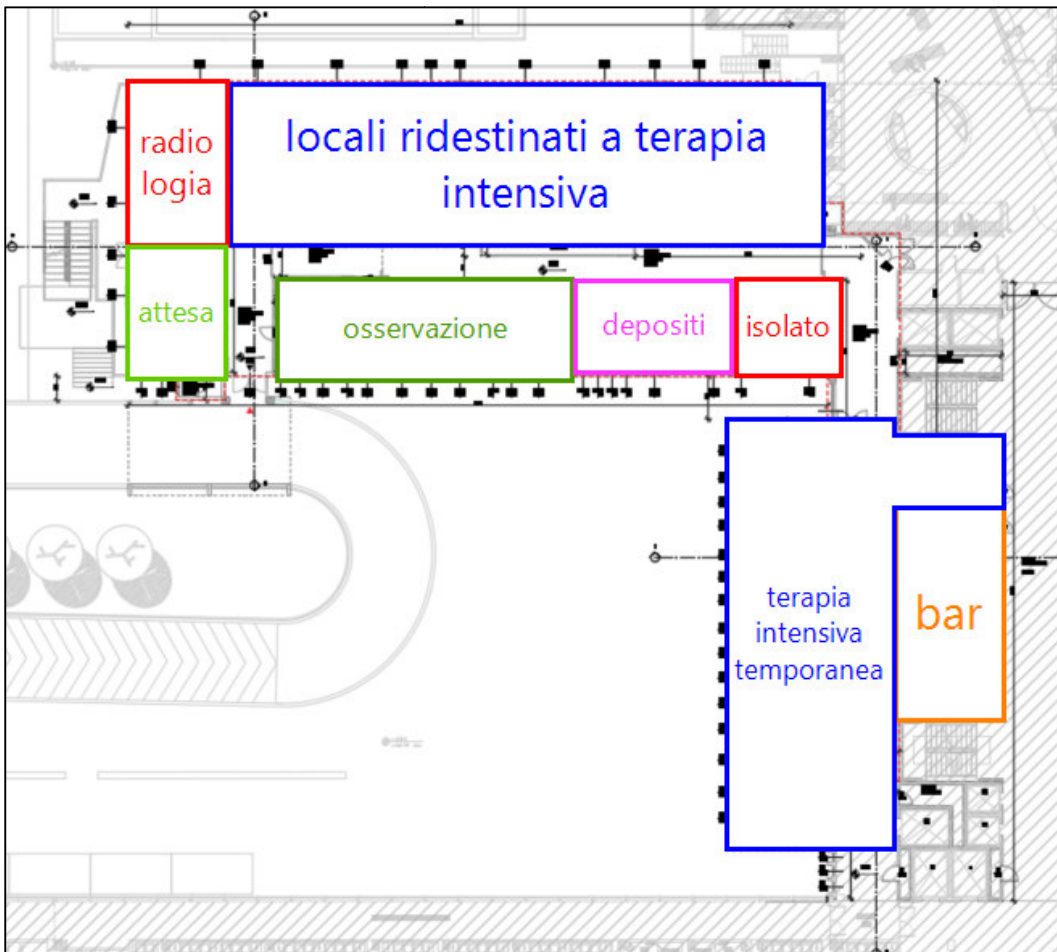 radio
logia
locali ridestinati a terapia
intensiva
attesa
osservazione
depositi
isolato
terapia
intensiva
temporanea
bar